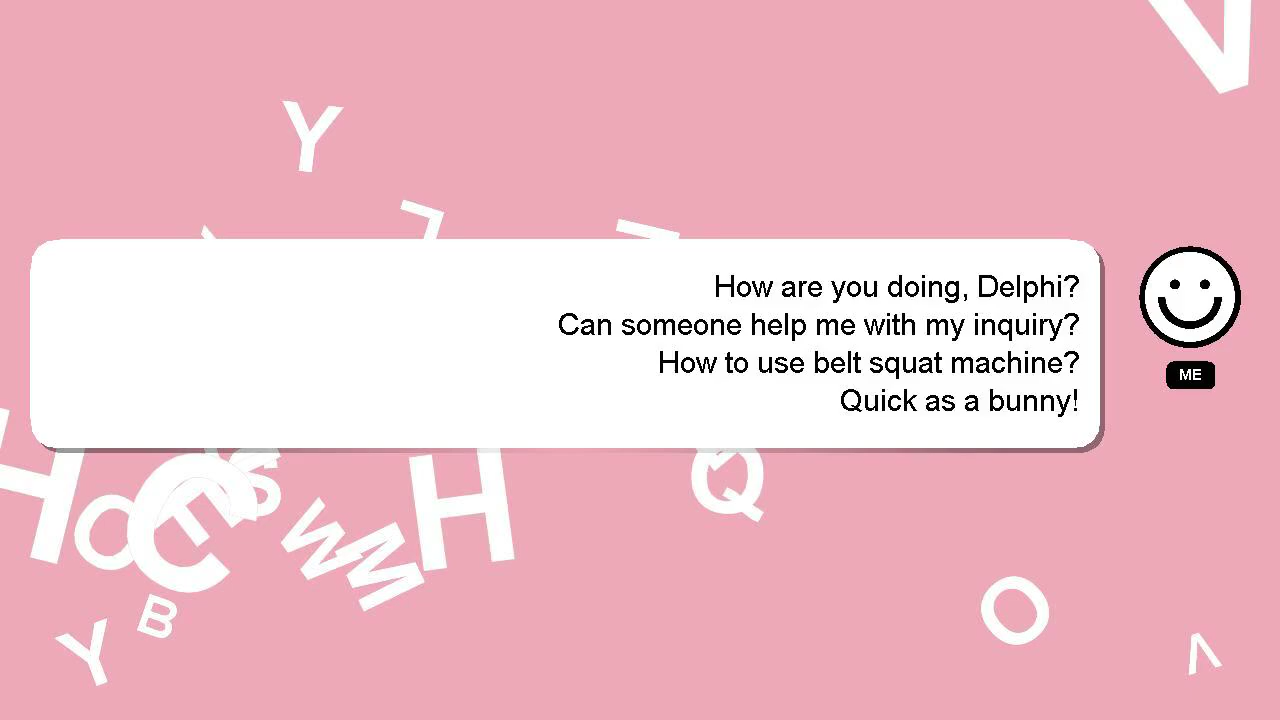 How are you doing, Delphi?
Can someone help me with my inquiry?
How to use belt squat machine?
Quick as a bunny!
ME
V
Y
L
L
H
O
C
T
S
W
M
H
Q
B
Y
O
V